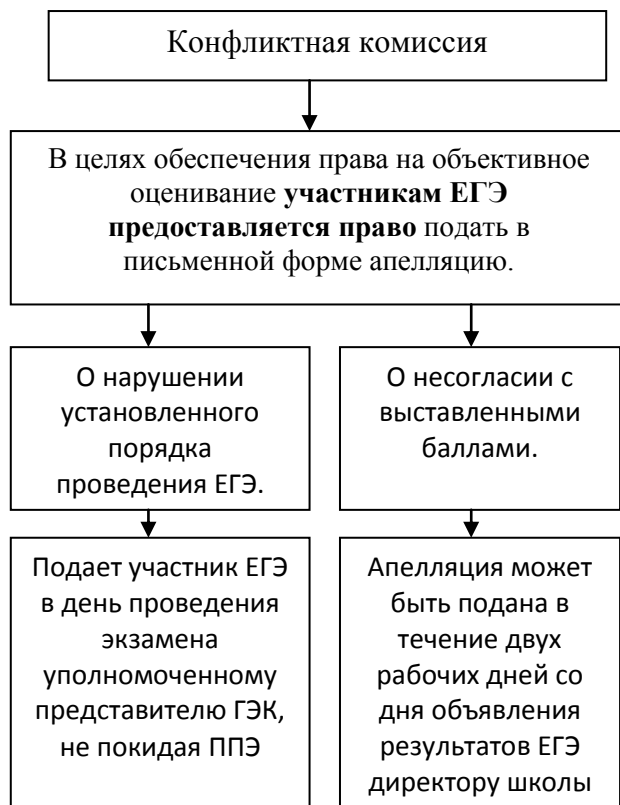 Конфликтная комиссия
В целях обеспечения права на объективное
оценивание участникам ЕГЭ
предоставляется право подать в
письменной форме апелляцию.
О нарушении
установленного
порядка
проведения ЕГЭ.
О несогласии с
выставленными
баллами.
Подает участник ЕГЭ
в день проведения
экзамена
уполномоченному
представителю ГЭК,
не покидая ППЭ
Апелляция может
быть подана в
течение двух
рабочих дней со
дня объявления
результатов ЕГЭ
директору школы